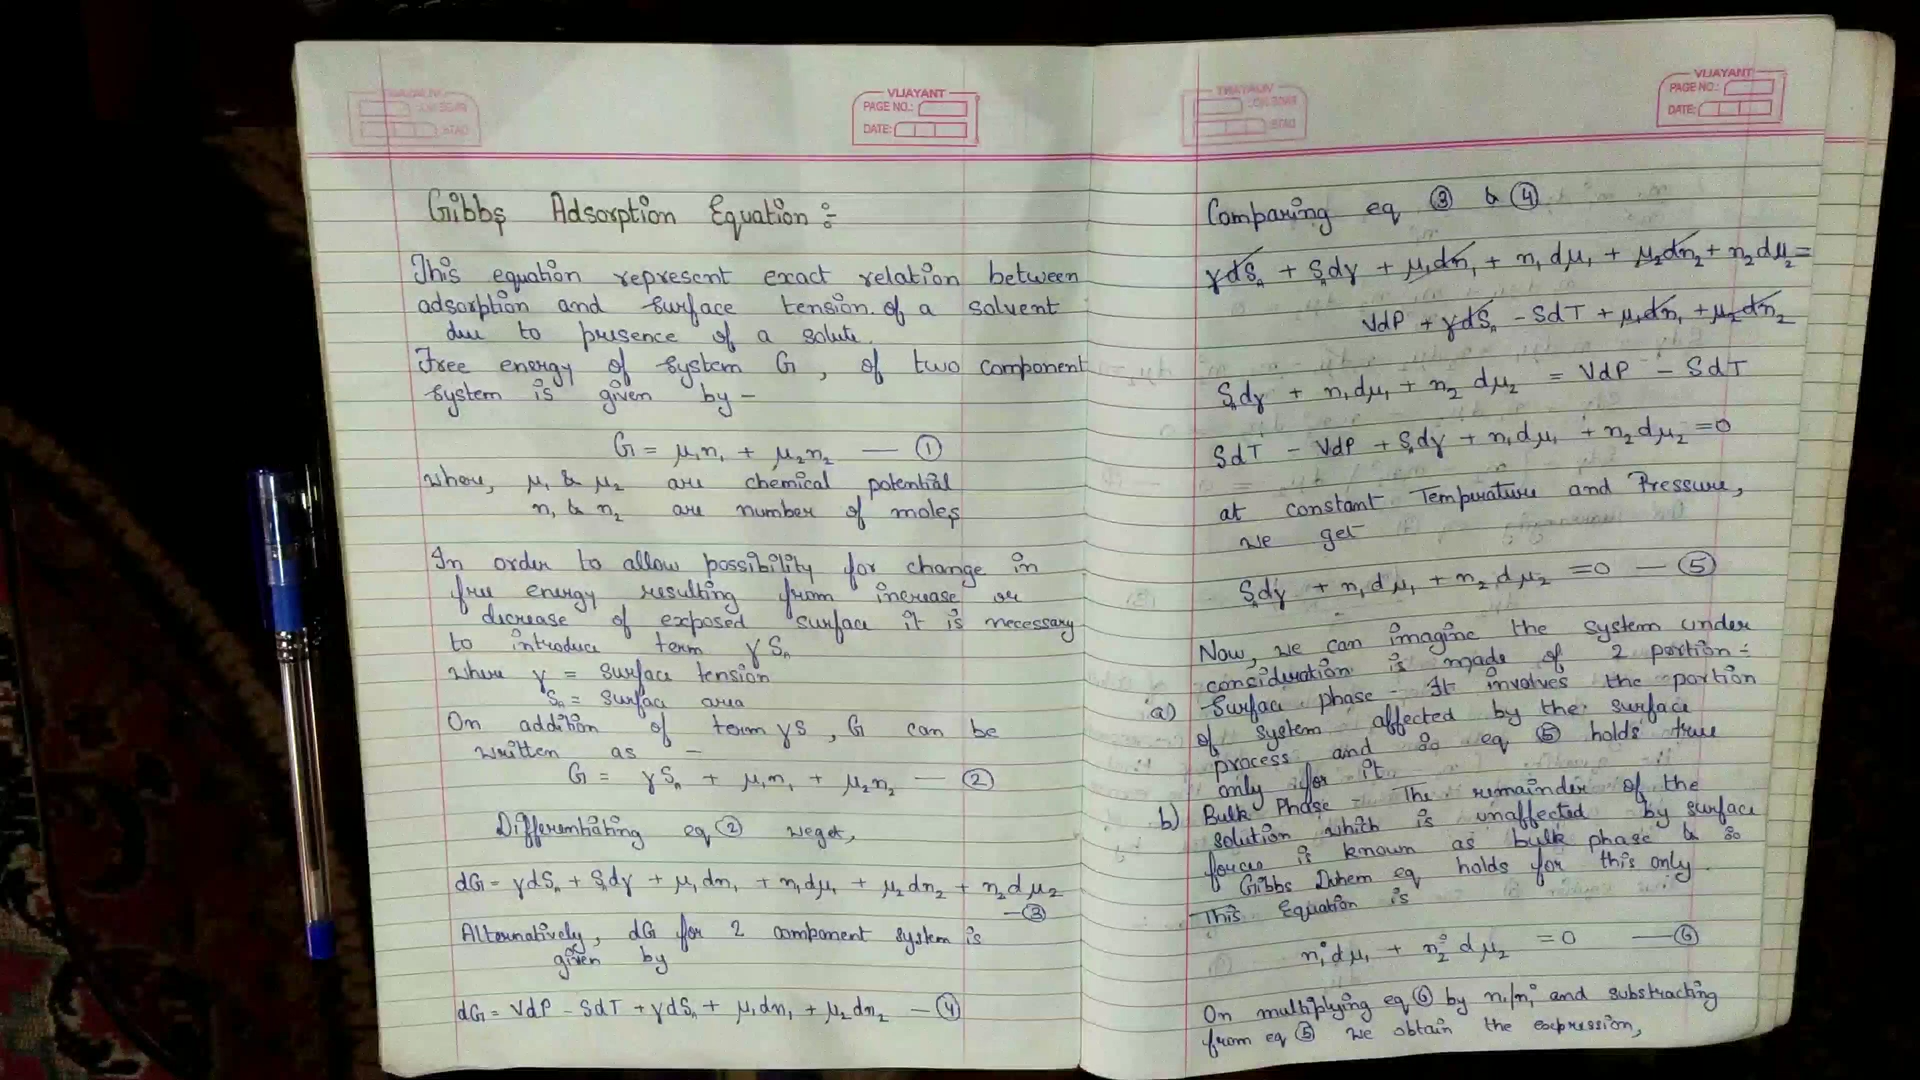 VIJAYANT
PAGE NO.:
DATE:
Gibbs Adsorption Equation :-
This equation represent exact relation between
adsorption and surface tension of a solvent
due to presence of a solute.
Free energy of system G, of two component
system is given by -
G = μ₁n₁ + μ₂n₂ — ①
where, μ₁ & μ₂ are chemical potential
n₁ & n₂ are number of moles
In order to allow possibility for change in
free energy resulting from increase or
decrease of exposed surface it is necessary
to introduce term γSₐ
where γ = surface tension
Sₐ = surface area
On addition of term γS, G can be
written as -
G = γSₐ + μ₁n₁ + μ₂n₂ — ②
Differentiating eq ② we get,
dG = γdSₐ + Sₐdγ + μ₁dn₁ + n₁dμ₁ + μ₂dn₂ + n₂dμ₂
— ③
Alternatively, dG for 2 component system is
given by
dG = VdP - SdT + γdSₐ + μ₁dn₁ + μ₂dn₂ — ④
VIJAYANT
PAGE NO.:
DATE:
Comparing eq ③ & ④
γdSₐ + Sₐdγ + μ₁dn₁ + n₁dμ₁ + μ₂dn₂ + n₂dμ₂ =
VdP + γdSₐ - SdT + μ₁dn₁ + μ₂dn₂
Sₐdγ + n₁dμ₁ + n₂dμ₂ = VdP - SdT
SdT - VdP + Sₐdγ + n₁dμ₁ + n₂dμ₂ = 0
at constant Temperature and Pressure,
we get
Sₐdγ + n₁dμ₁ + n₂dμ₂ = 0 — ⑤
Now, we can imagine the system under
consideration is made of 2 portion :-
a) Surface phase - It involves the portion
of system affected by the surface
process and so eq ⑤ holds true
only for it
b) Bulk Phase - The remainder of the
solution which is unaffected by surface
forces is known as bulk phase & so
Gibbs Duhem eq holds for this only.
This Equation is
n₁°dμ₁ + n₂°dμ₂ = 0 — ⑥
On multiplying eq ⑥ by n₁/n₁° and substracting
from eq ⑤ we obtain the expression,